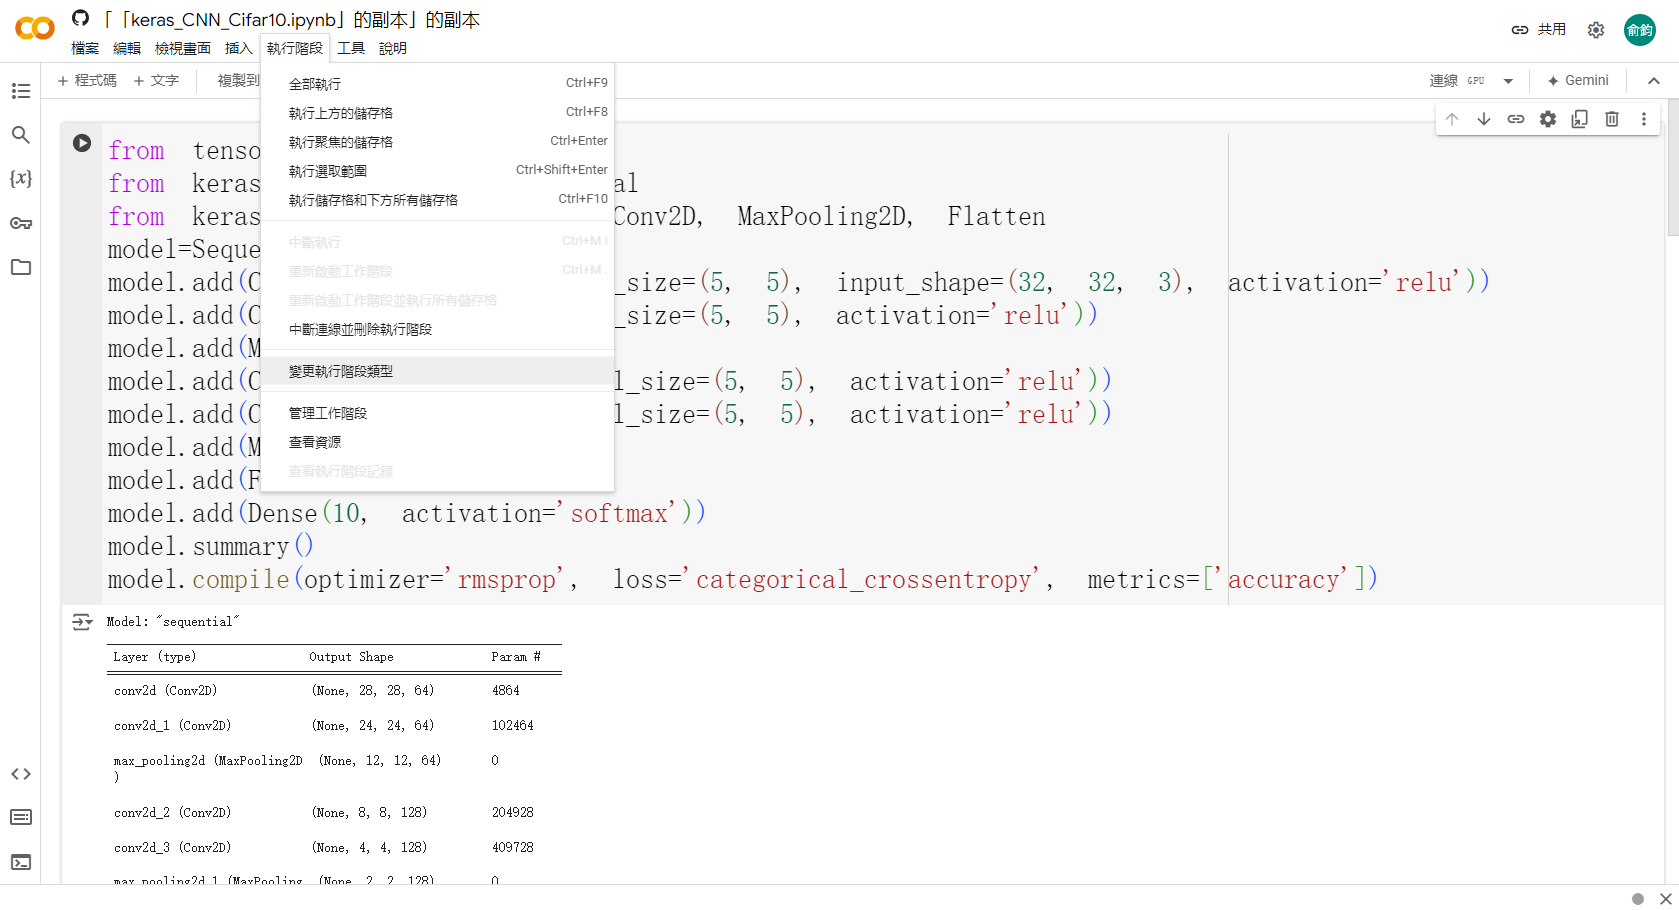 「「keras_CNN_Cifar10.ipynb」的副本」的副本
檔案 編輯 檢視畫面 插入 執行階段 工具 說明
共用
俞鈞
+ 程式碼 + 文字 複製到
連線 GPU Gemini
全部執行 Ctrl+F9
執行上方的儲存格 Ctrl+F8
執行聚焦的儲存格 Ctrl+Enter
執行選取範圍 Ctrl+Shift+Enter
執行儲存格和下方所有儲存格 Ctrl+F10
中斷執行 Ctrl+M I
重新啟動工作階段 Ctrl+M .
重新啟動工作階段並執行所有儲存格
中斷連線並刪除執行階段
變更執行階段類型
管理工作階段
查看資源
查看執行階段記錄
from tenso
from keras al
from keras Conv2D, MaxPooling2D, Flatten
model=Seque
model.add(C _size=(5, 5), input_shape=(32, 32, 3), activation='relu'))
model.add(C _size=(5, 5), activation='relu'))
model.add(M
model.add(C l_size=(5, 5), activation='relu'))
model.add(C l_size=(5, 5), activation='relu'))
model.add(M
model.add(F
model.add(Dense(10, activation='softmax'))
model.summary()
model.compile(optimizer='rmsprop', loss='categorical_crossentropy', metrics=['accuracy'])
Model: "sequential"
Layer (type) Output Shape Param #
conv2d (Conv2D) (None, 28, 28, 64) 4864
conv2d_1 (Conv2D) (None, 24, 24, 64) 102464
max_pooling2d (MaxPooling2D (None, 12, 12, 64) 0
)
conv2d_2 (Conv2D) (None, 8, 8, 128) 204928
conv2d_3 (Conv2D) (None, 4, 4, 128) 409728
max_pooling2d_1 (MaxPooling (None, 2, 2, 128) 0